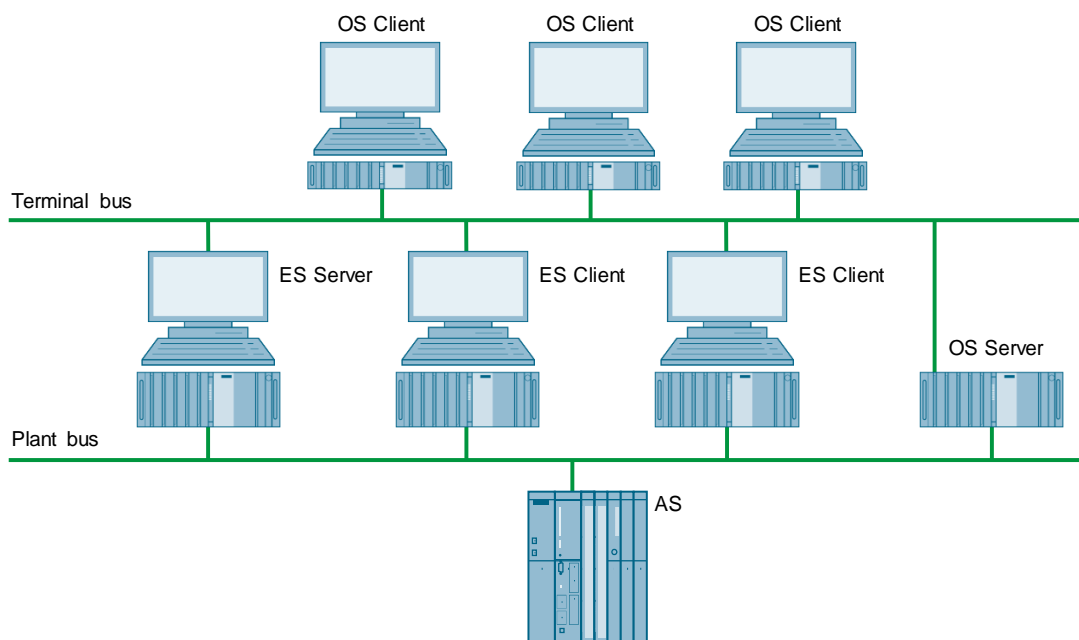 OS Client
OS Client
OS Client
Terminal bus
ES Server
ES Client
ES Client
OS Server
Plant bus
AS